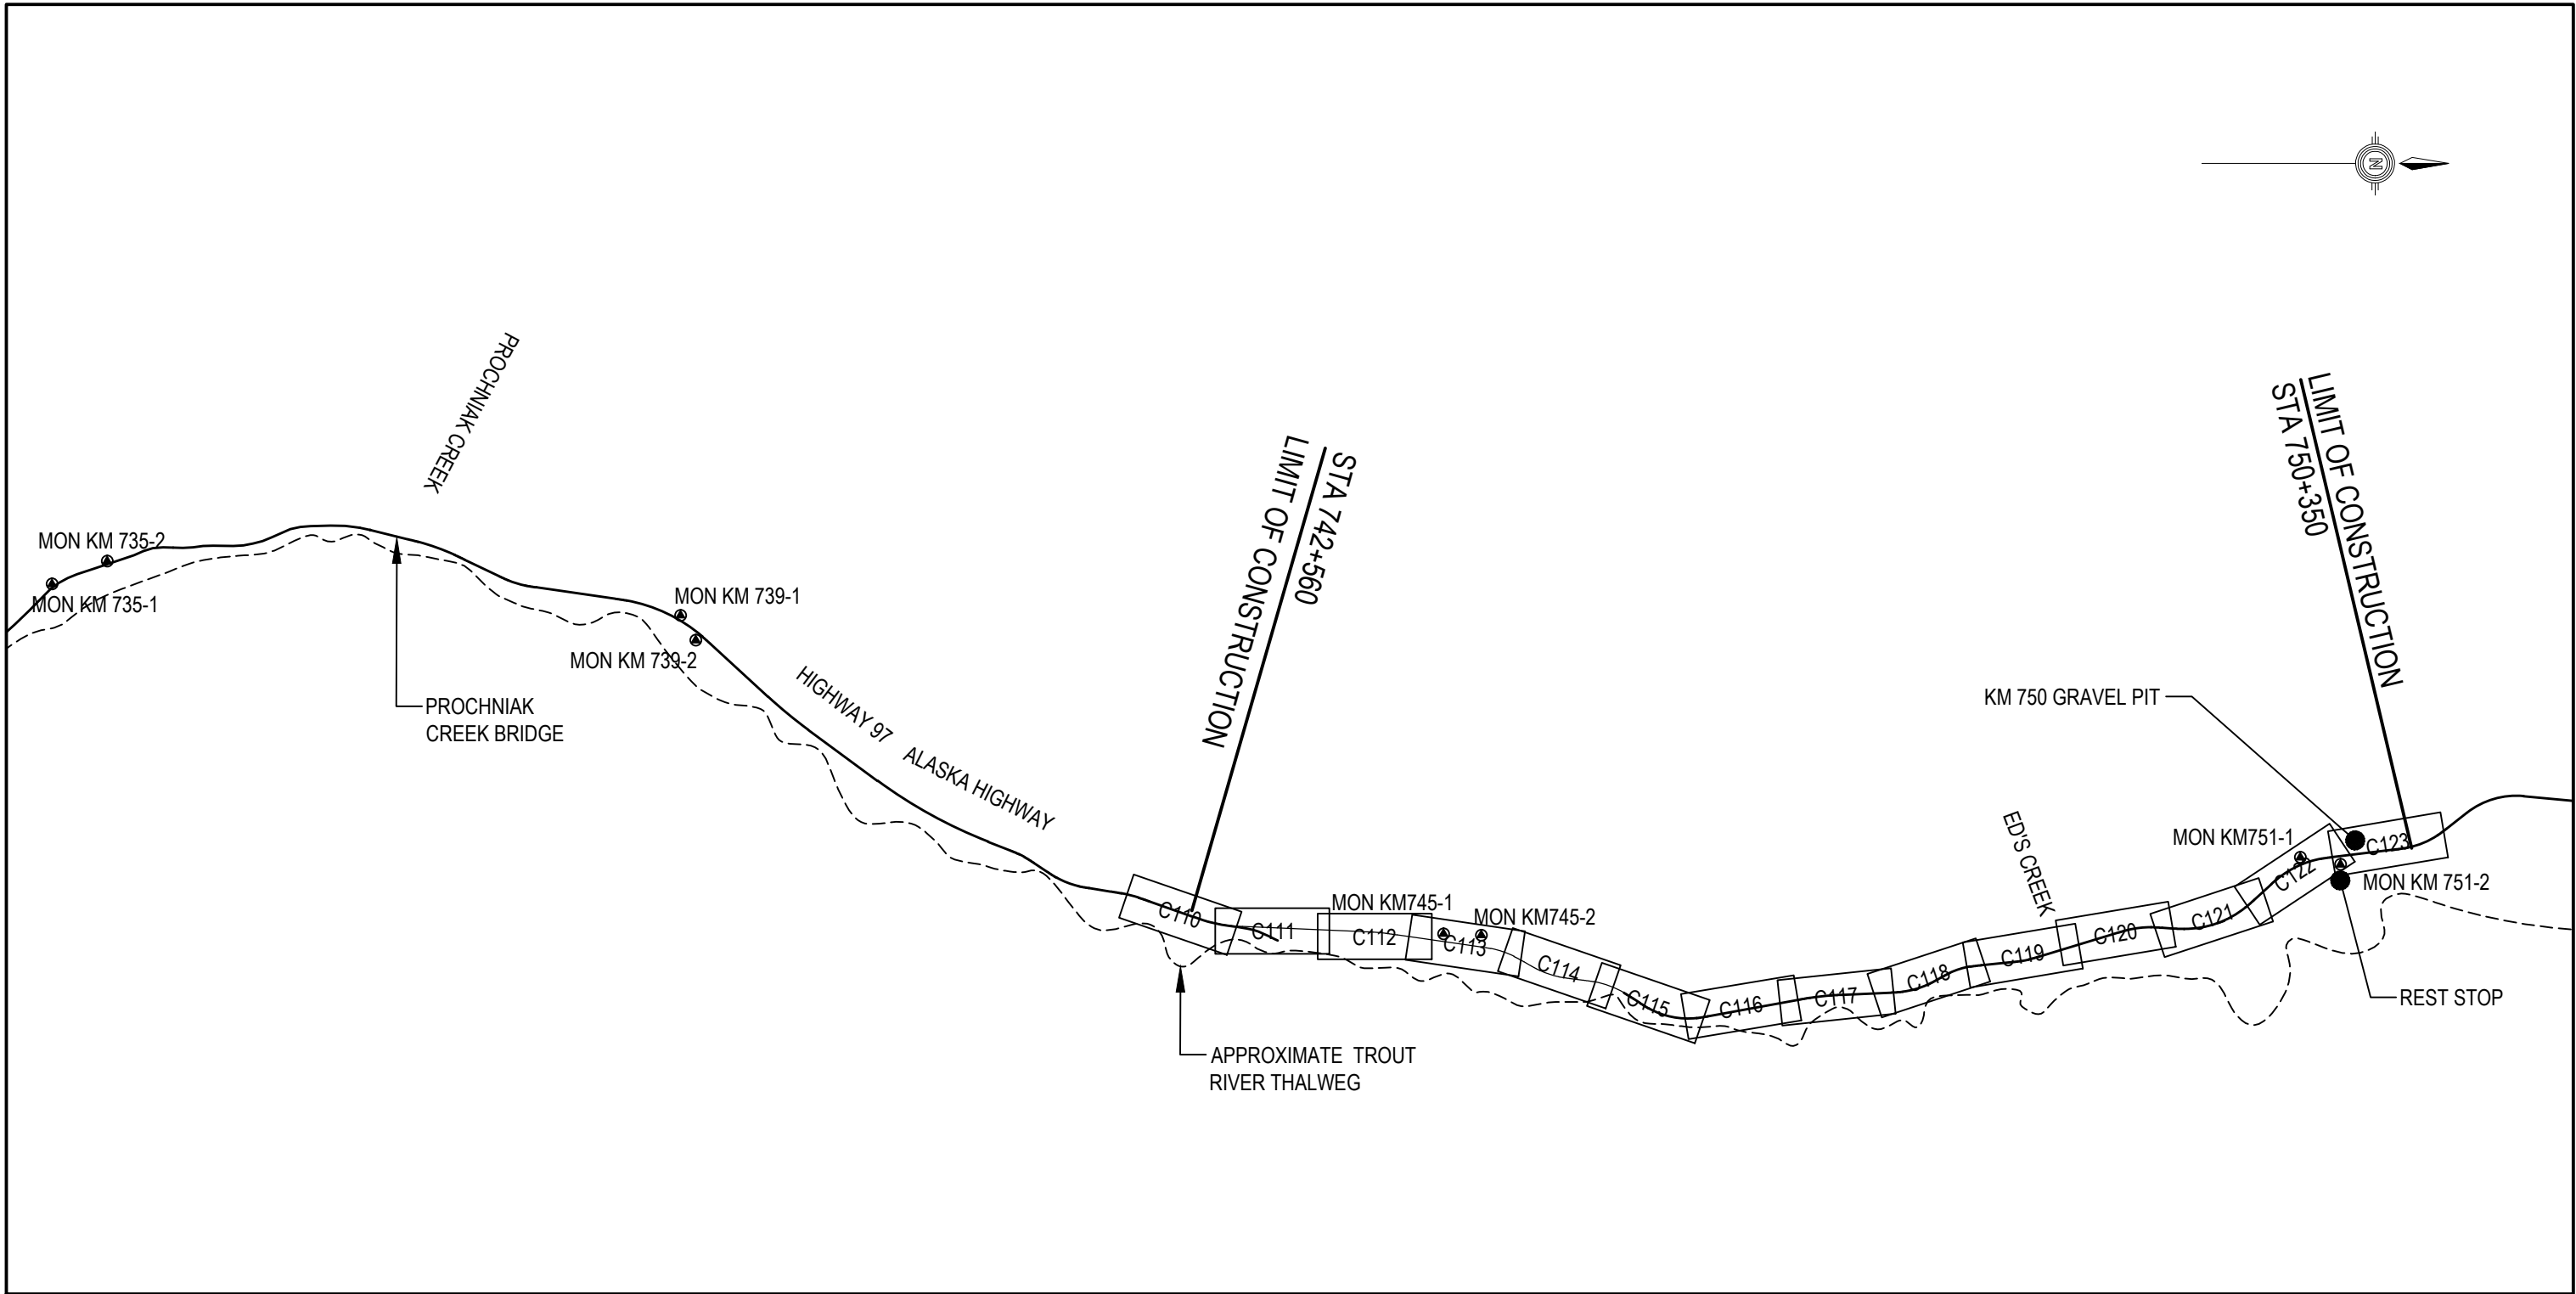 N
PROCHNIAK CREEK
MON KM 735-2
MON KM 735-1
PROCHNIAK
CREEK BRIDGE
MON KM 739-1
MON KM 739-2
HIGHWAY 97
ALASKA HIGHWAY
STA 742+560
LIMIT OF CONSTRUCTION
LIMIT OF CONSTRUCTION
STA 750+350
KM 750 GRAVEL PIT
ED'S CREEK
MON KM745-1
MON KM745-2
MON KM751-1
MON KM 751-2
C110
C111
C112
C113
C114
C115
C116
C117
C118
C119
C120
C121
C122
C123
REST STOP
APPROXIMATE TROUT
RIVER THALWEG